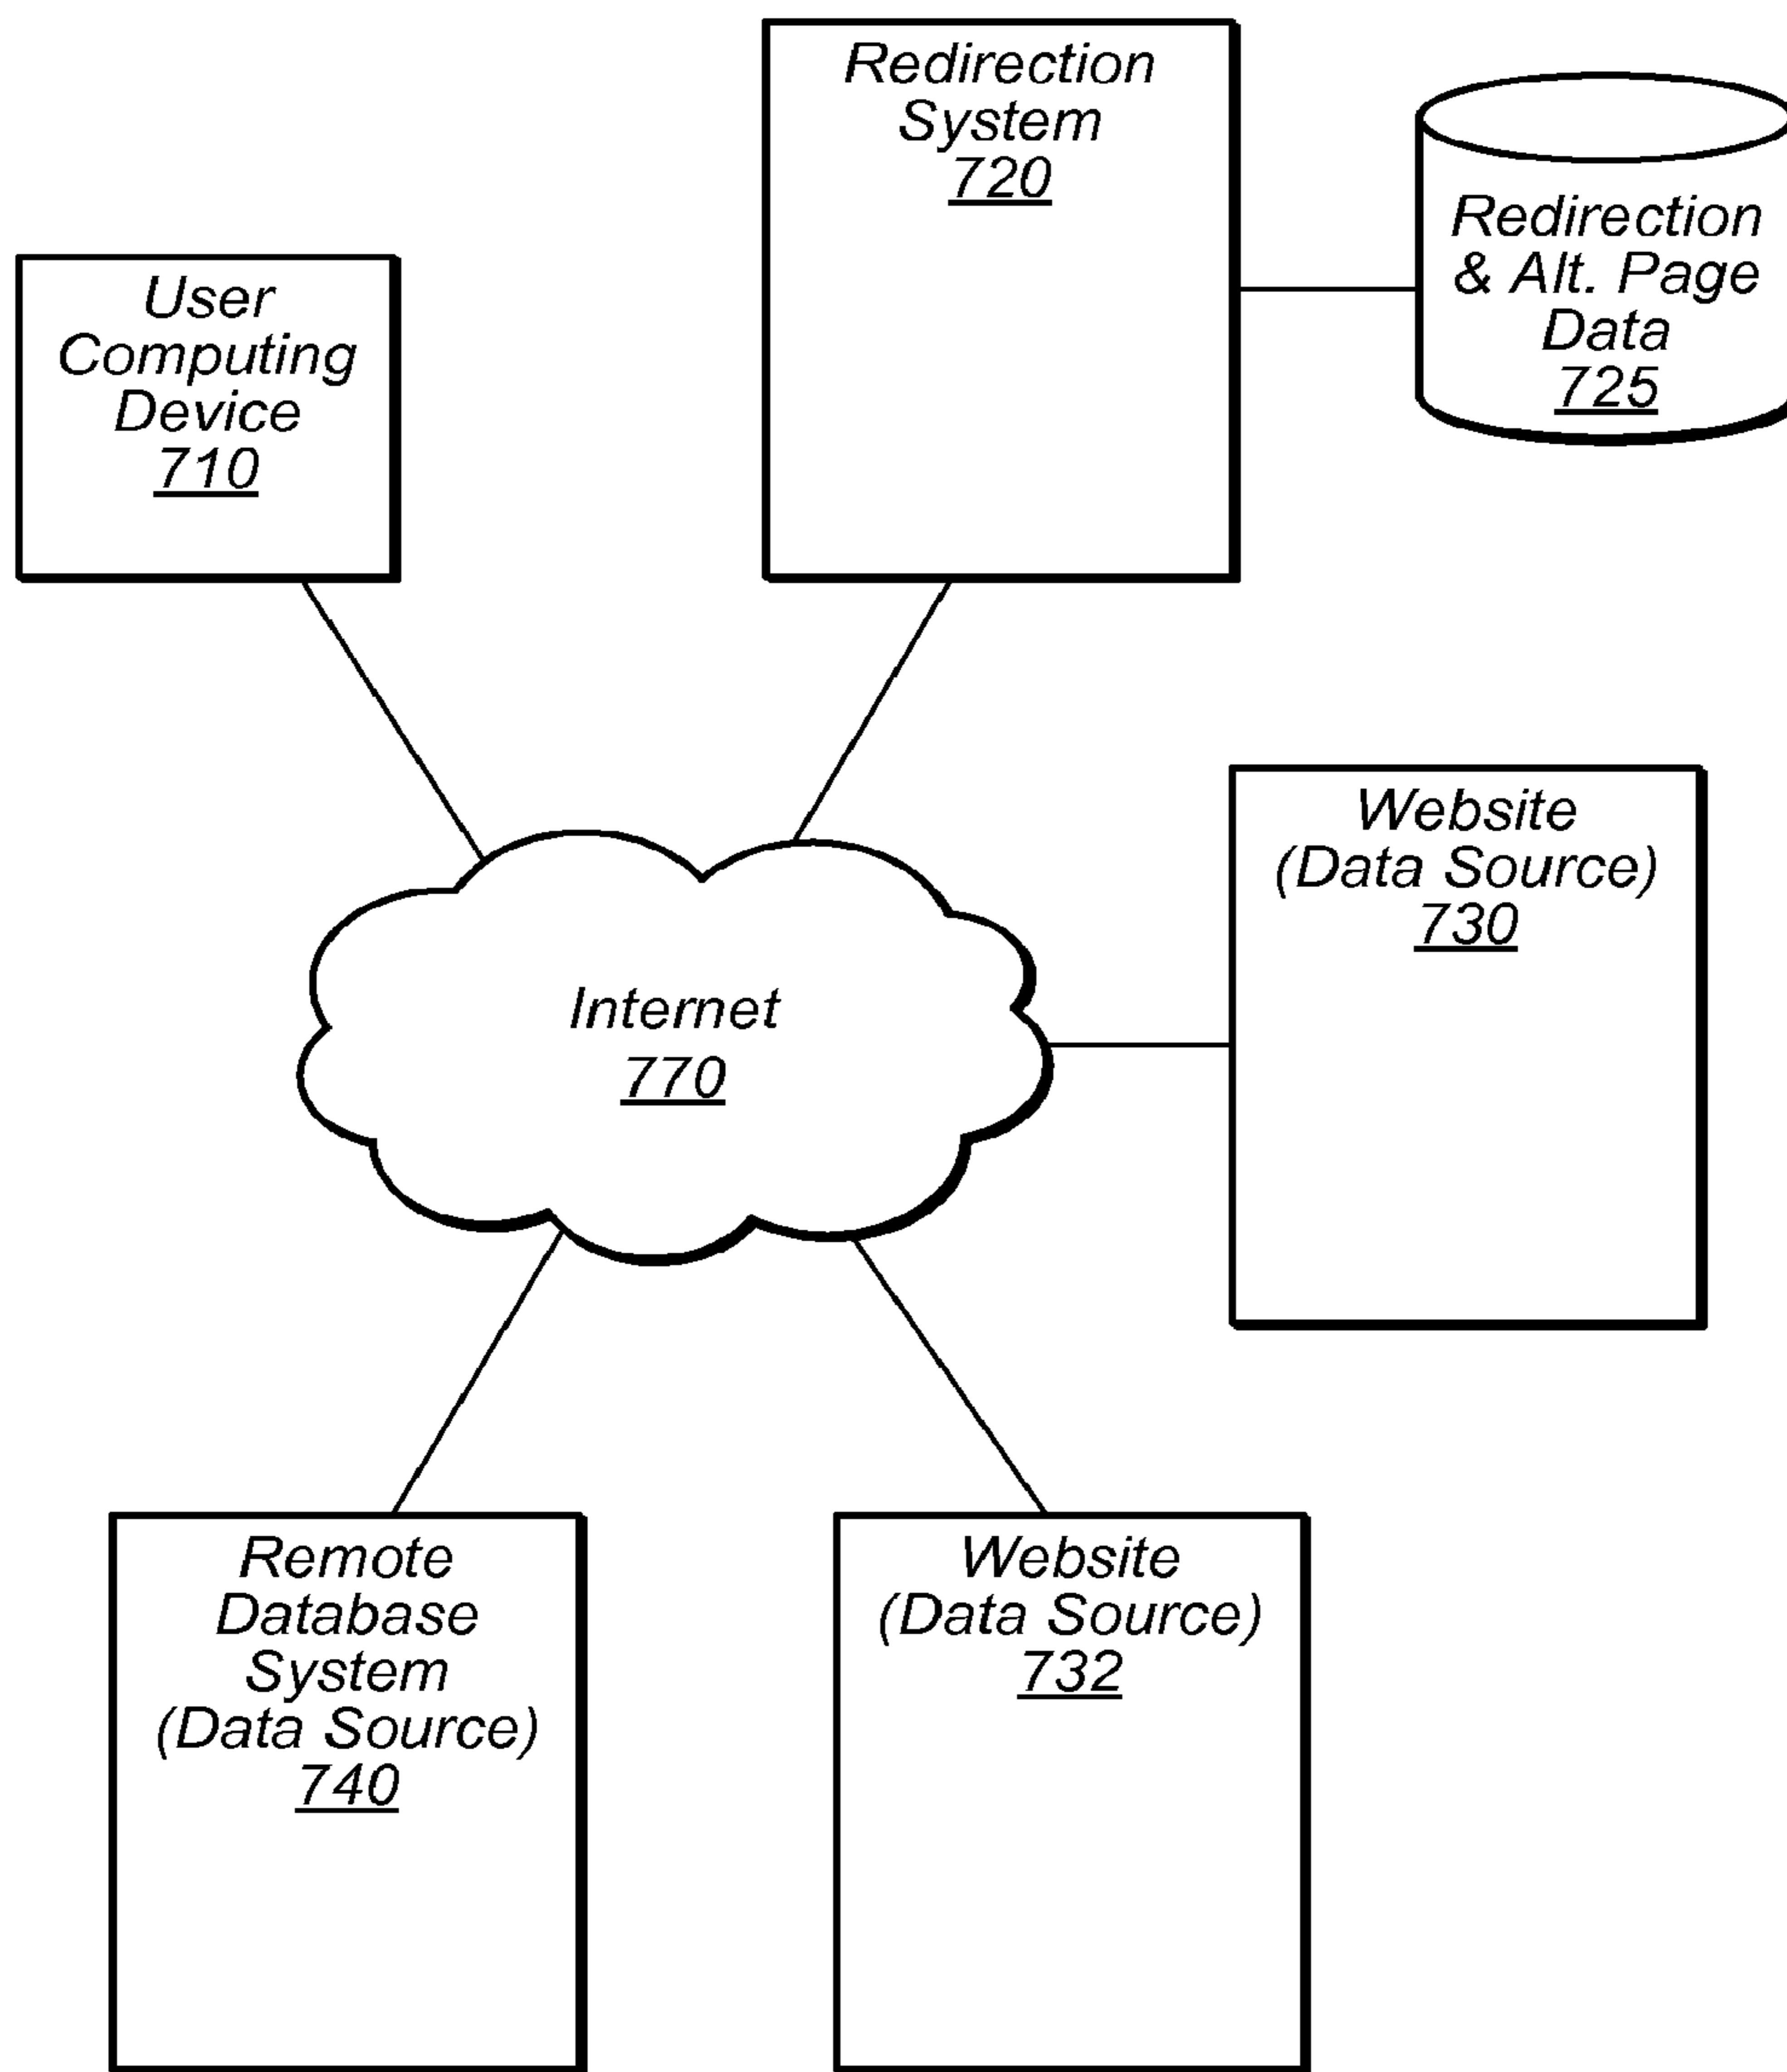 Redirection
System
720
Redirection
& Alt. Page
Data
725
User
Computing
Device
710
Website
(Data Source)
730
Internet
770
Remote
Database
System
(Data Source)
740
Website
(Data Source)
732